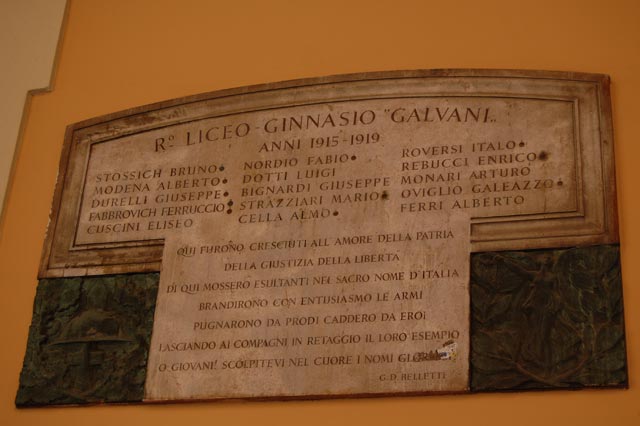 Rº LICEO-GINNASIO "GALVANI„
ANNI 1915-1919
STOSSICH BRUNO
MODENA ALBERTO
DURELLI GIUSEPPE
FABBROVICH FERRUCCIO
CUSCINI ELISEO
NORDIO FABIO
DOTTI LUIGI
BIGNARDI GIUSEPPE
STRAZZIARI MARIO
CELLA ALMO
ROVERSI ITALO
REBUCCI ENRICO
MONARI ARTURO
OVIGLIO GALEAZZO
FERRI ALBERTO
QUI FURONO CRESCIUTI ALL AMORE DELLA PATRIA
DELLA GIUSTIZIA DELLA LIBERTÀ
DI QUI MOSSERO ESULTANTI NEL SACRO NOME D'ITALIA
BRANDIRONO CON ENTUSIASMO LE ARMI
PUGNARONO DA PRODI CADDERO DA EROI
LASCIANDO AI COMPAGNI IN RETAGGIO IL LORO ESEMPIO
O GIOVANI! SCOLPITEVI NEL CUORE I NOMI
G.D. BELLETTI